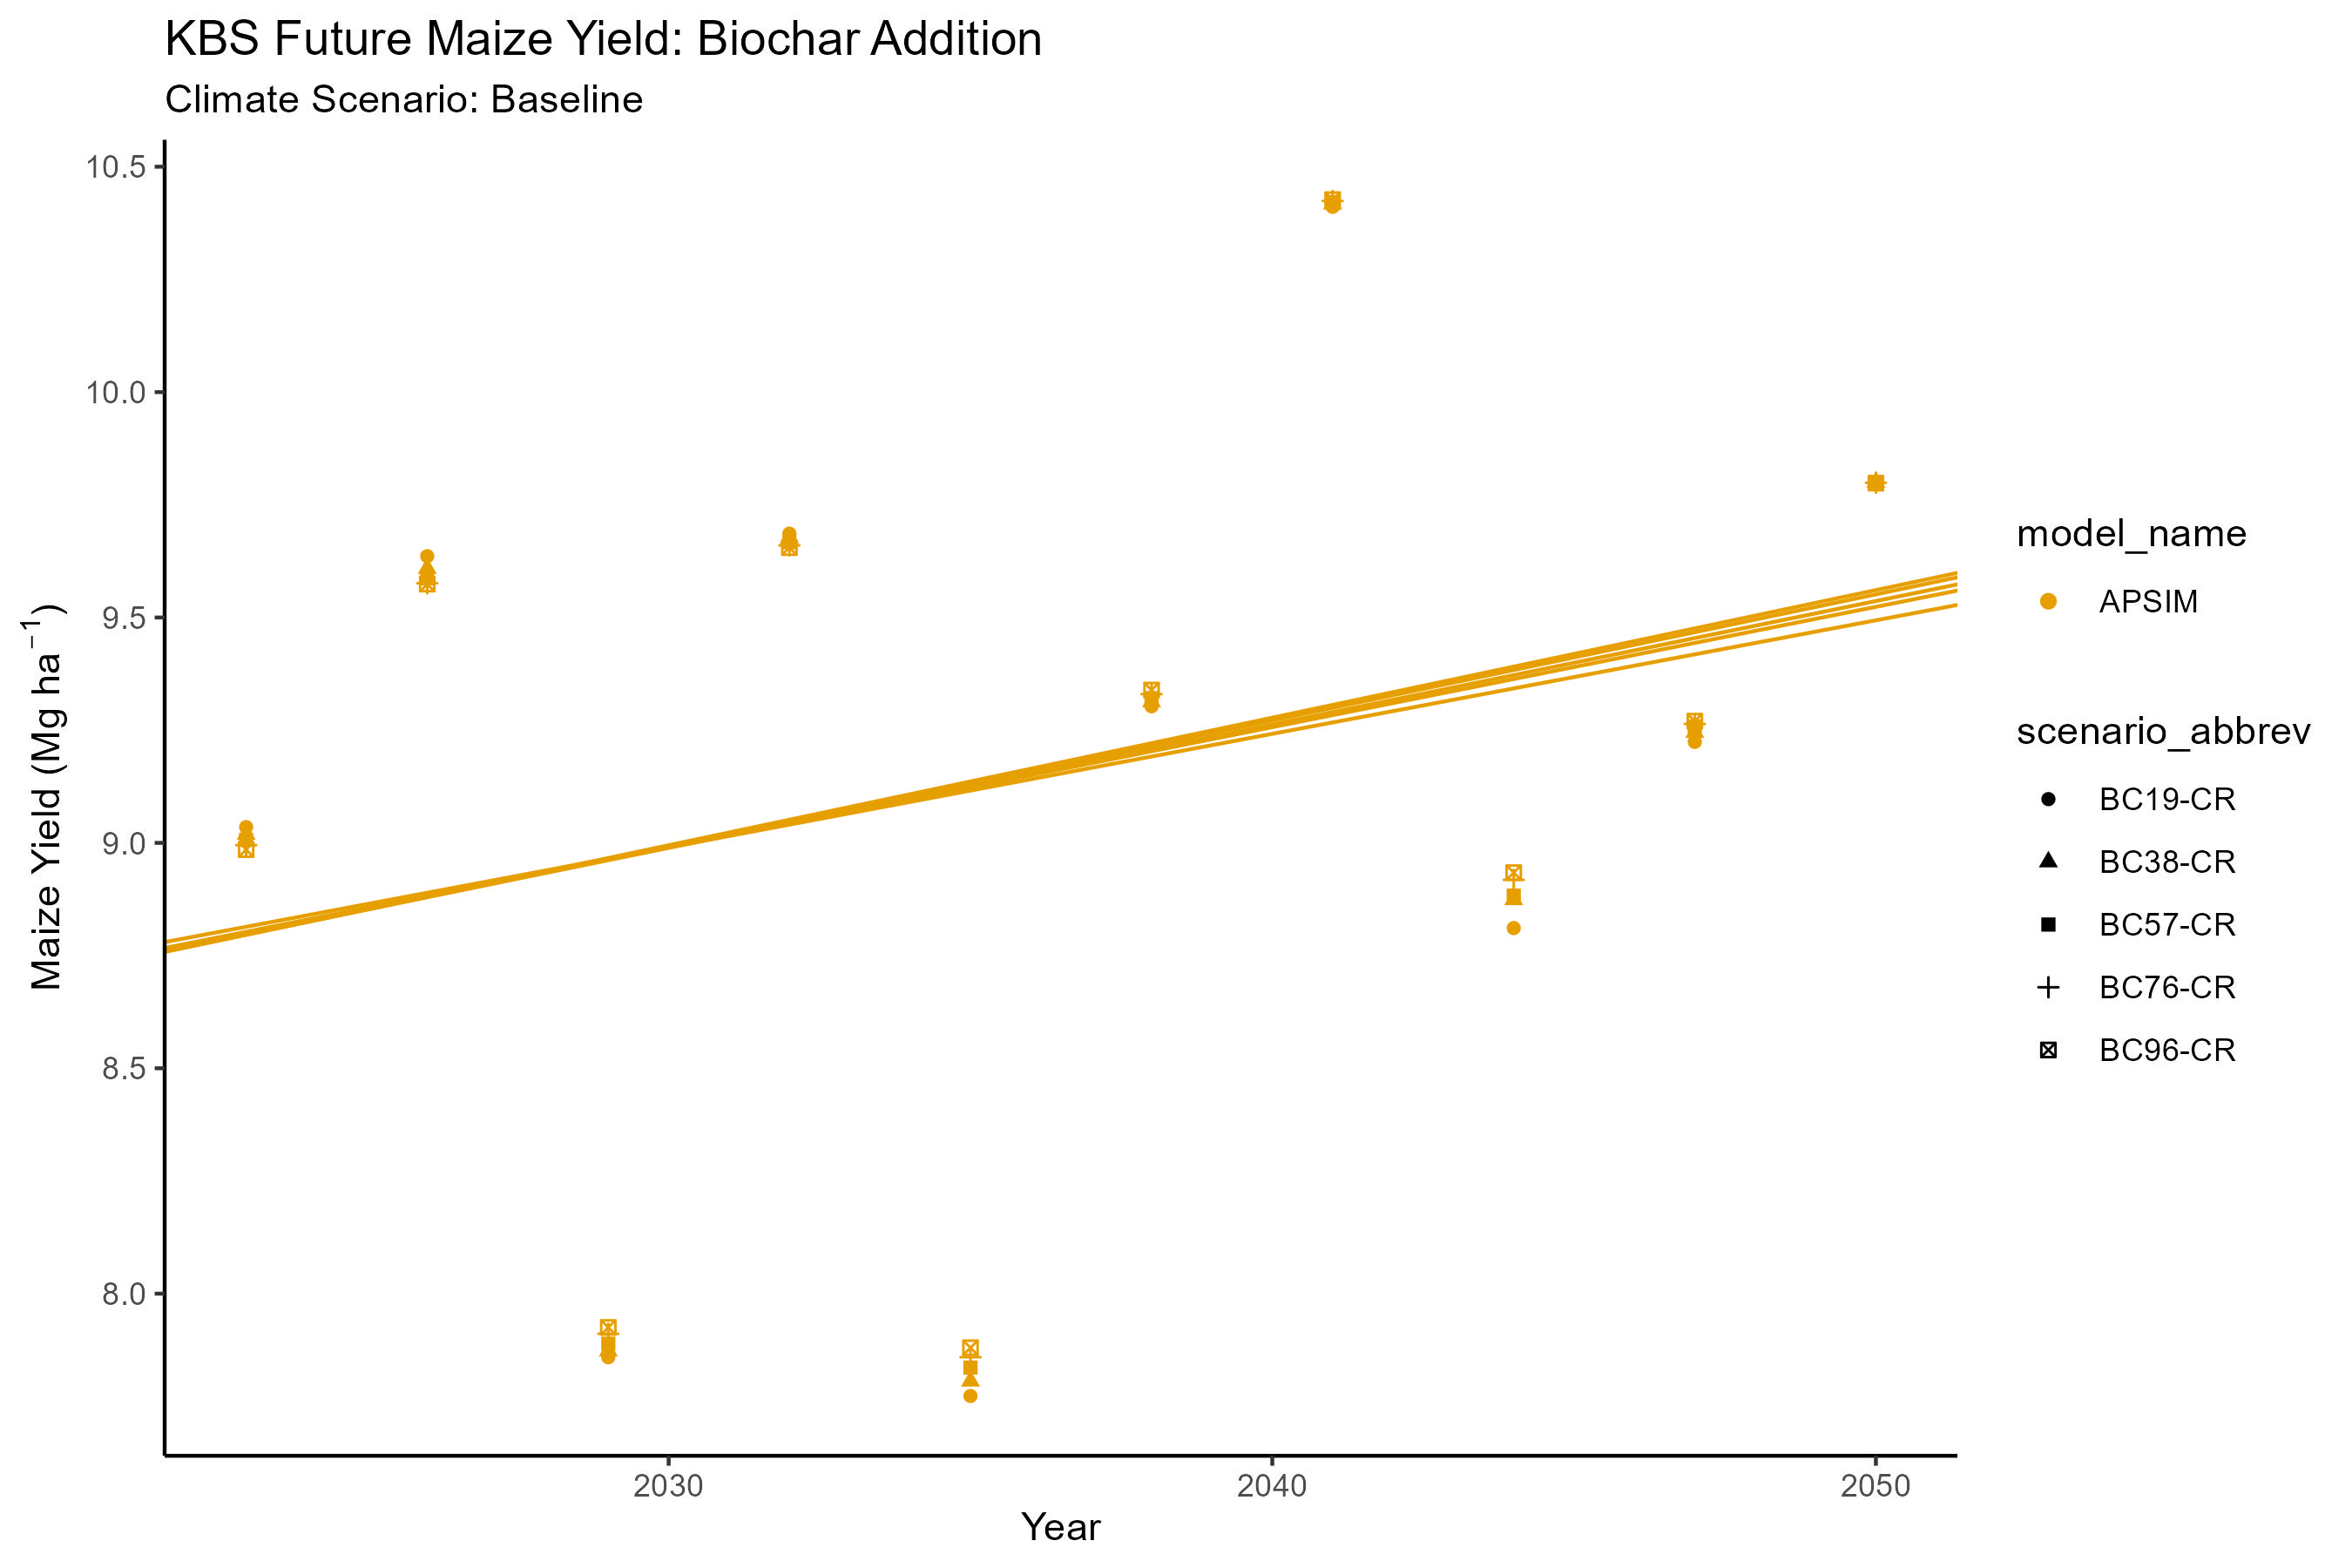 KBS Future Maize Yield: Biochar Addition
Climate Scenario: Baseline
Maize Yield (Mg ha⁻¹)
10.5
10.0
9.5
9.0
8.5
8.0
2030
2040
2050
Year
model_name
APSIM
scenario_abbrev
BC19-CR
BC38-CR
BC57-CR
BC76-CR
BC96-CR